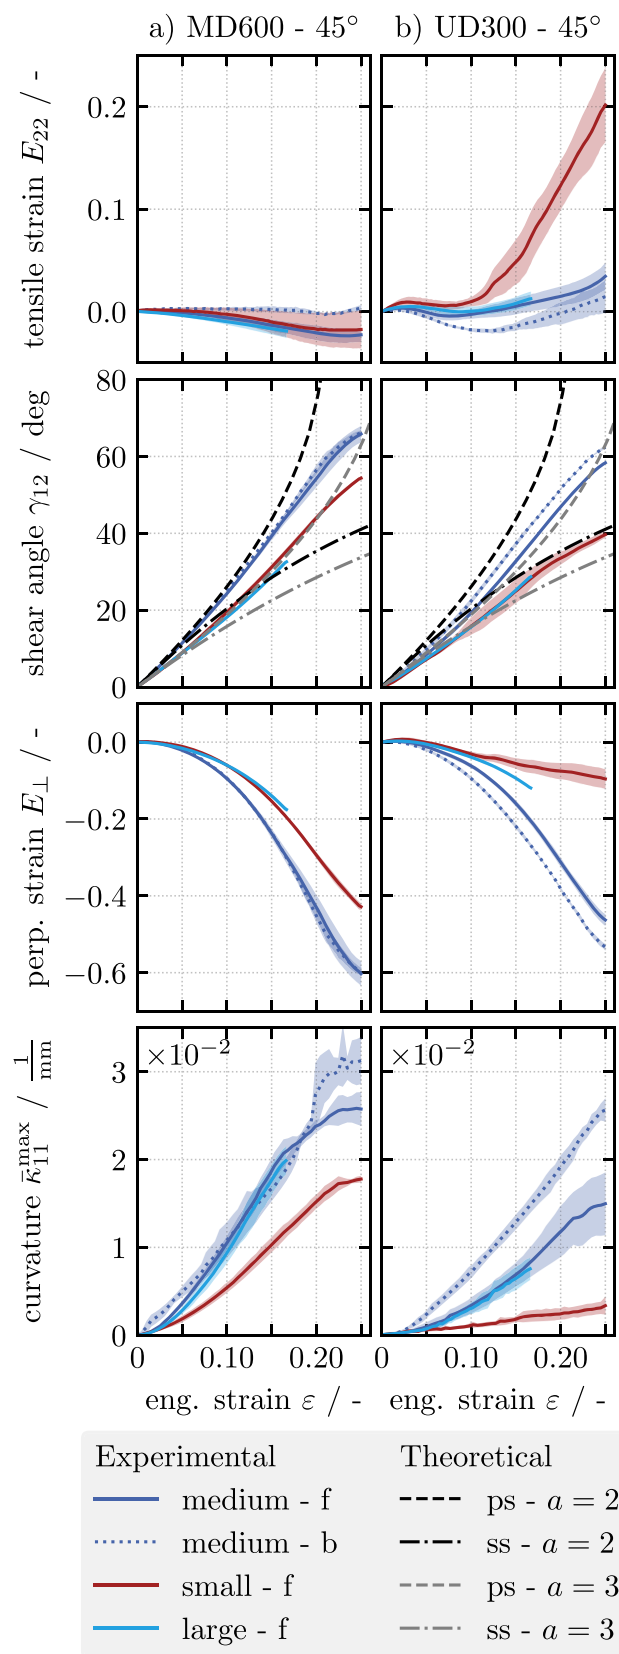 a) MD600 - 45°
b) UD300 - 45°
tensile strain E₂₂ / -
0.2
0.1
0.0
shear angle γ₁₂ / deg
80
60
40
20
0
perp. strain E⊥ / -
0.0
−0.2
−0.4
−0.6
curvature κ̄₁₁ᵐᵃˣ / 1/mm
×10⁻²
×10⁻²
3
2
1
0
0 0.10 0.20
0 0.10 0.20
eng. strain ε / -
eng. strain ε / -
Experimental
medium - f
medium - b
small - f
large - f
Theoretical
ps - a = 2
ss - a = 2
ps - a = 3
ss - a = 3